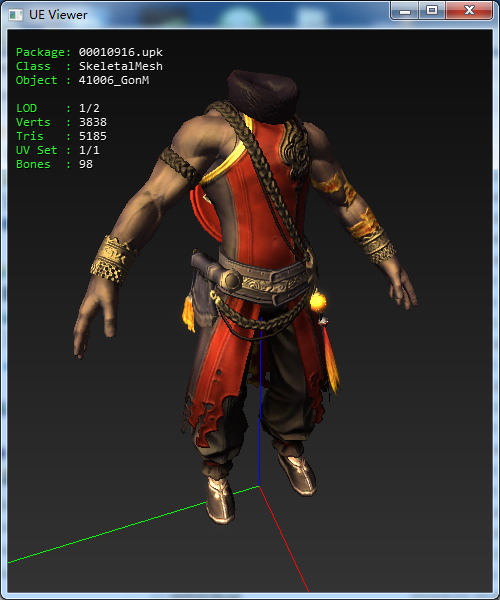 UE Viewer
Package: 00010916.upk
Class : SkeletalMesh
Object : 41006_GonM
LOD : 1/2
Verts : 3838
Tris : 5185
UV Set : 1/1
Bones : 98